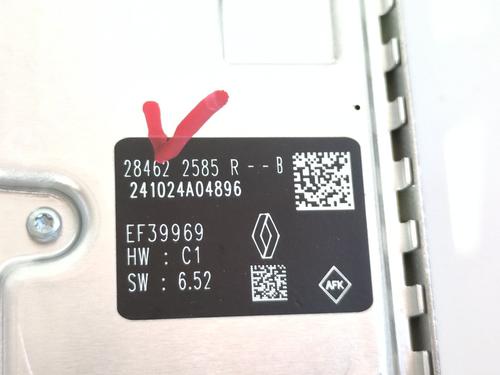 28462 2585 R - - B
241024A04896
EF39969
HW : C1
SW : 6.52
AFK